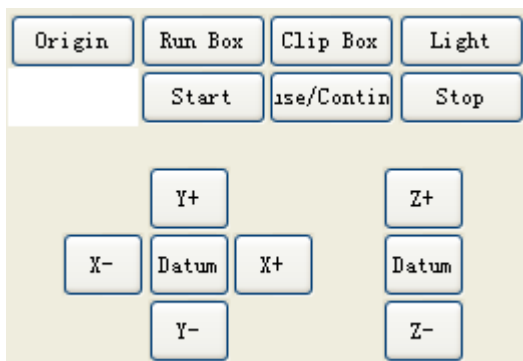 Origin Run Box Clip Box Light
Start use/Contin Stop
Y+ Z+
X- Datum X+ Datum
Y- Z-